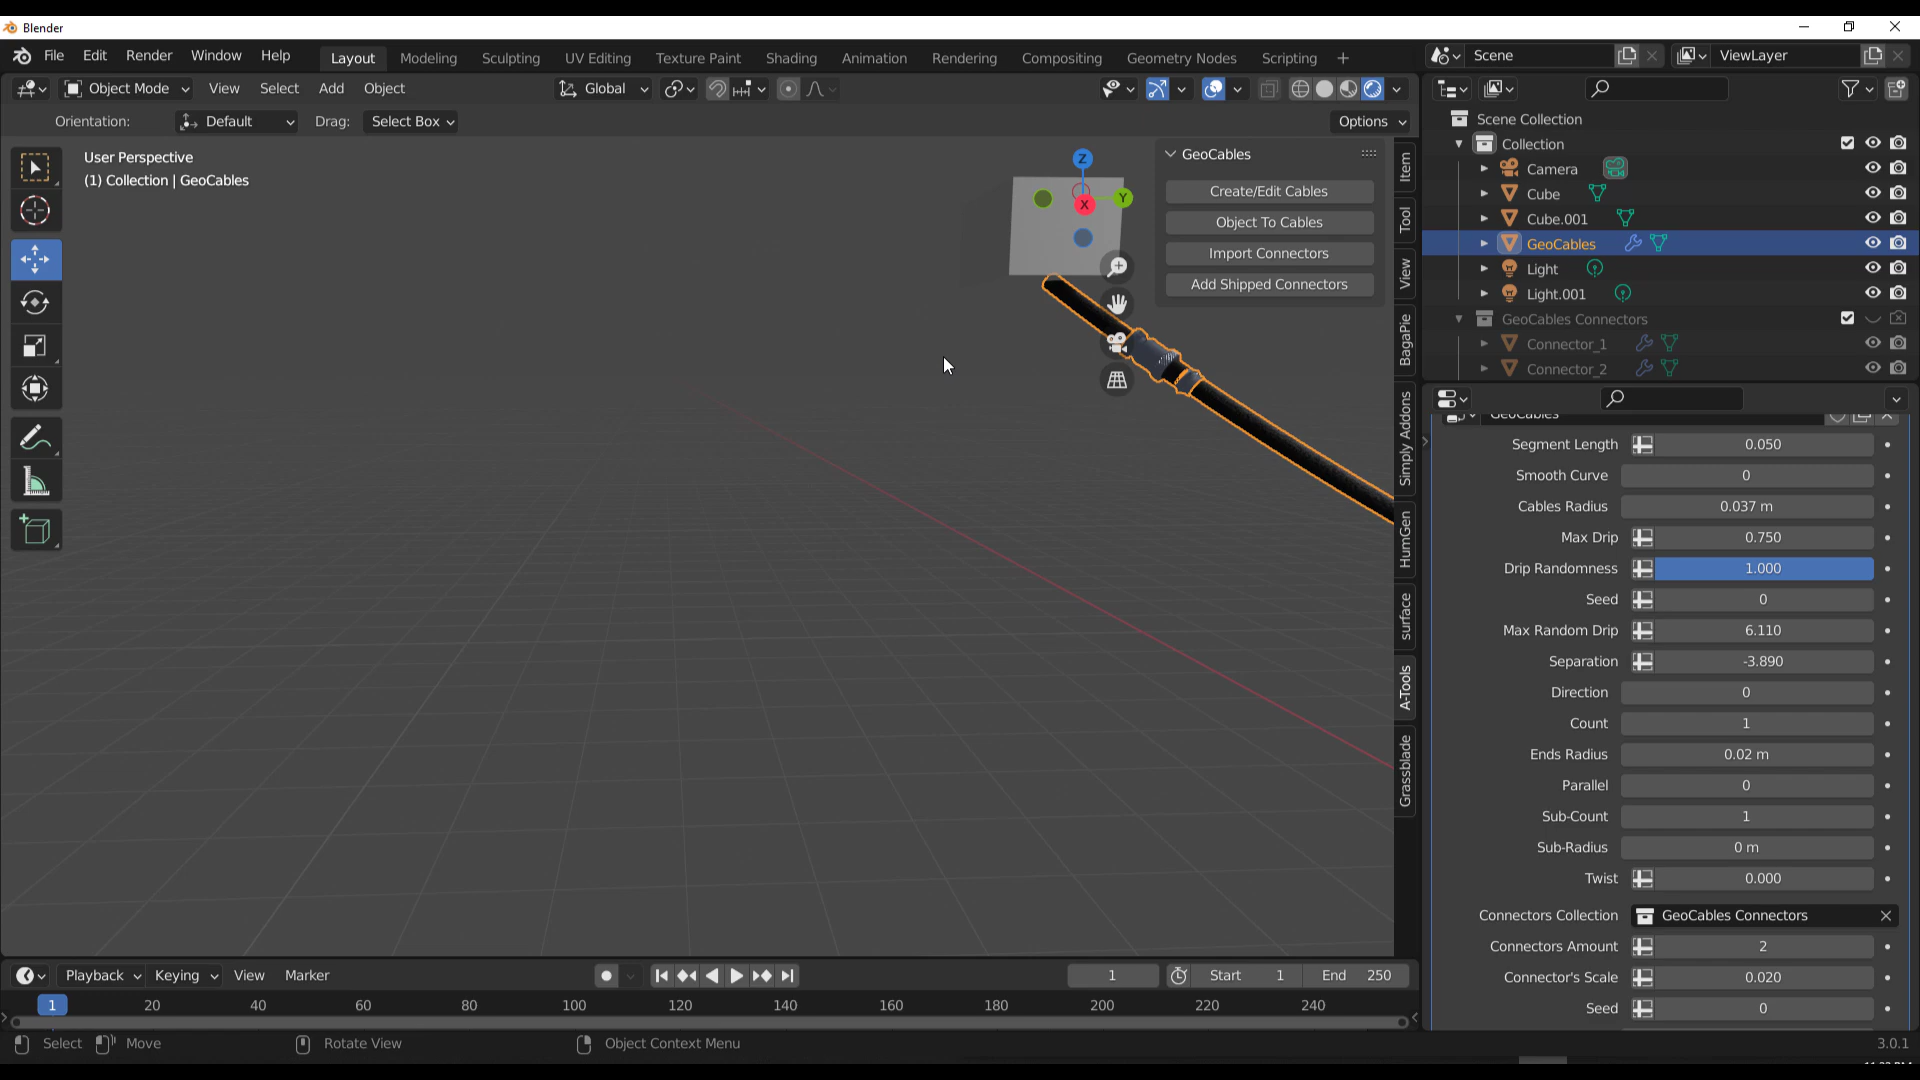 Blender
File Edit Render Window Help Layout Modeling Sculpting UV Editing Texture Paint Shading Animation Rendering Compositing Geometry Nodes Scripting + Scene ViewLayer
Object Mode View Select Add Object Global
Orientation: Default Drag: Select Box Options
User Perspective
(1) Collection | GeoCables
Z
Y
X
GeoCables
Create/Edit Cables
Object To Cables
Import Connectors
Add Shipped Connectors
Item
Tool
View
BagaPie
Simply Addons
HumGen
surface
A-Tools
Grassblade
Scene Collection
Collection
Camera
Cube
Cube.001
GeoCables
Light
Light.001
GeoCables Connectors
Connector_1
Connector_2
GeoCables
Segment Length 0.050
Smooth Curve 0
Cables Radius 0.037 m
Max Drip 0.750
Drip Randomness 1.000
Seed 0
Max Random Drip 6.110
Separation -3.890
Direction 0
Count 1
Ends Radius 0.02 m
Parallel 0
Sub-Count 1
Sub-Radius 0 m
Twist 0.000
Connectors Collection GeoCables Connectors
Connectors Amount 2
Connector's Scale 0.020
Seed 0
Playback Keying View Marker 1 Start 1 End 250
1 20 40 60 80 100 120 140 160 180 200 220 240
Select Move Rotate View Object Context Menu 3.0.1